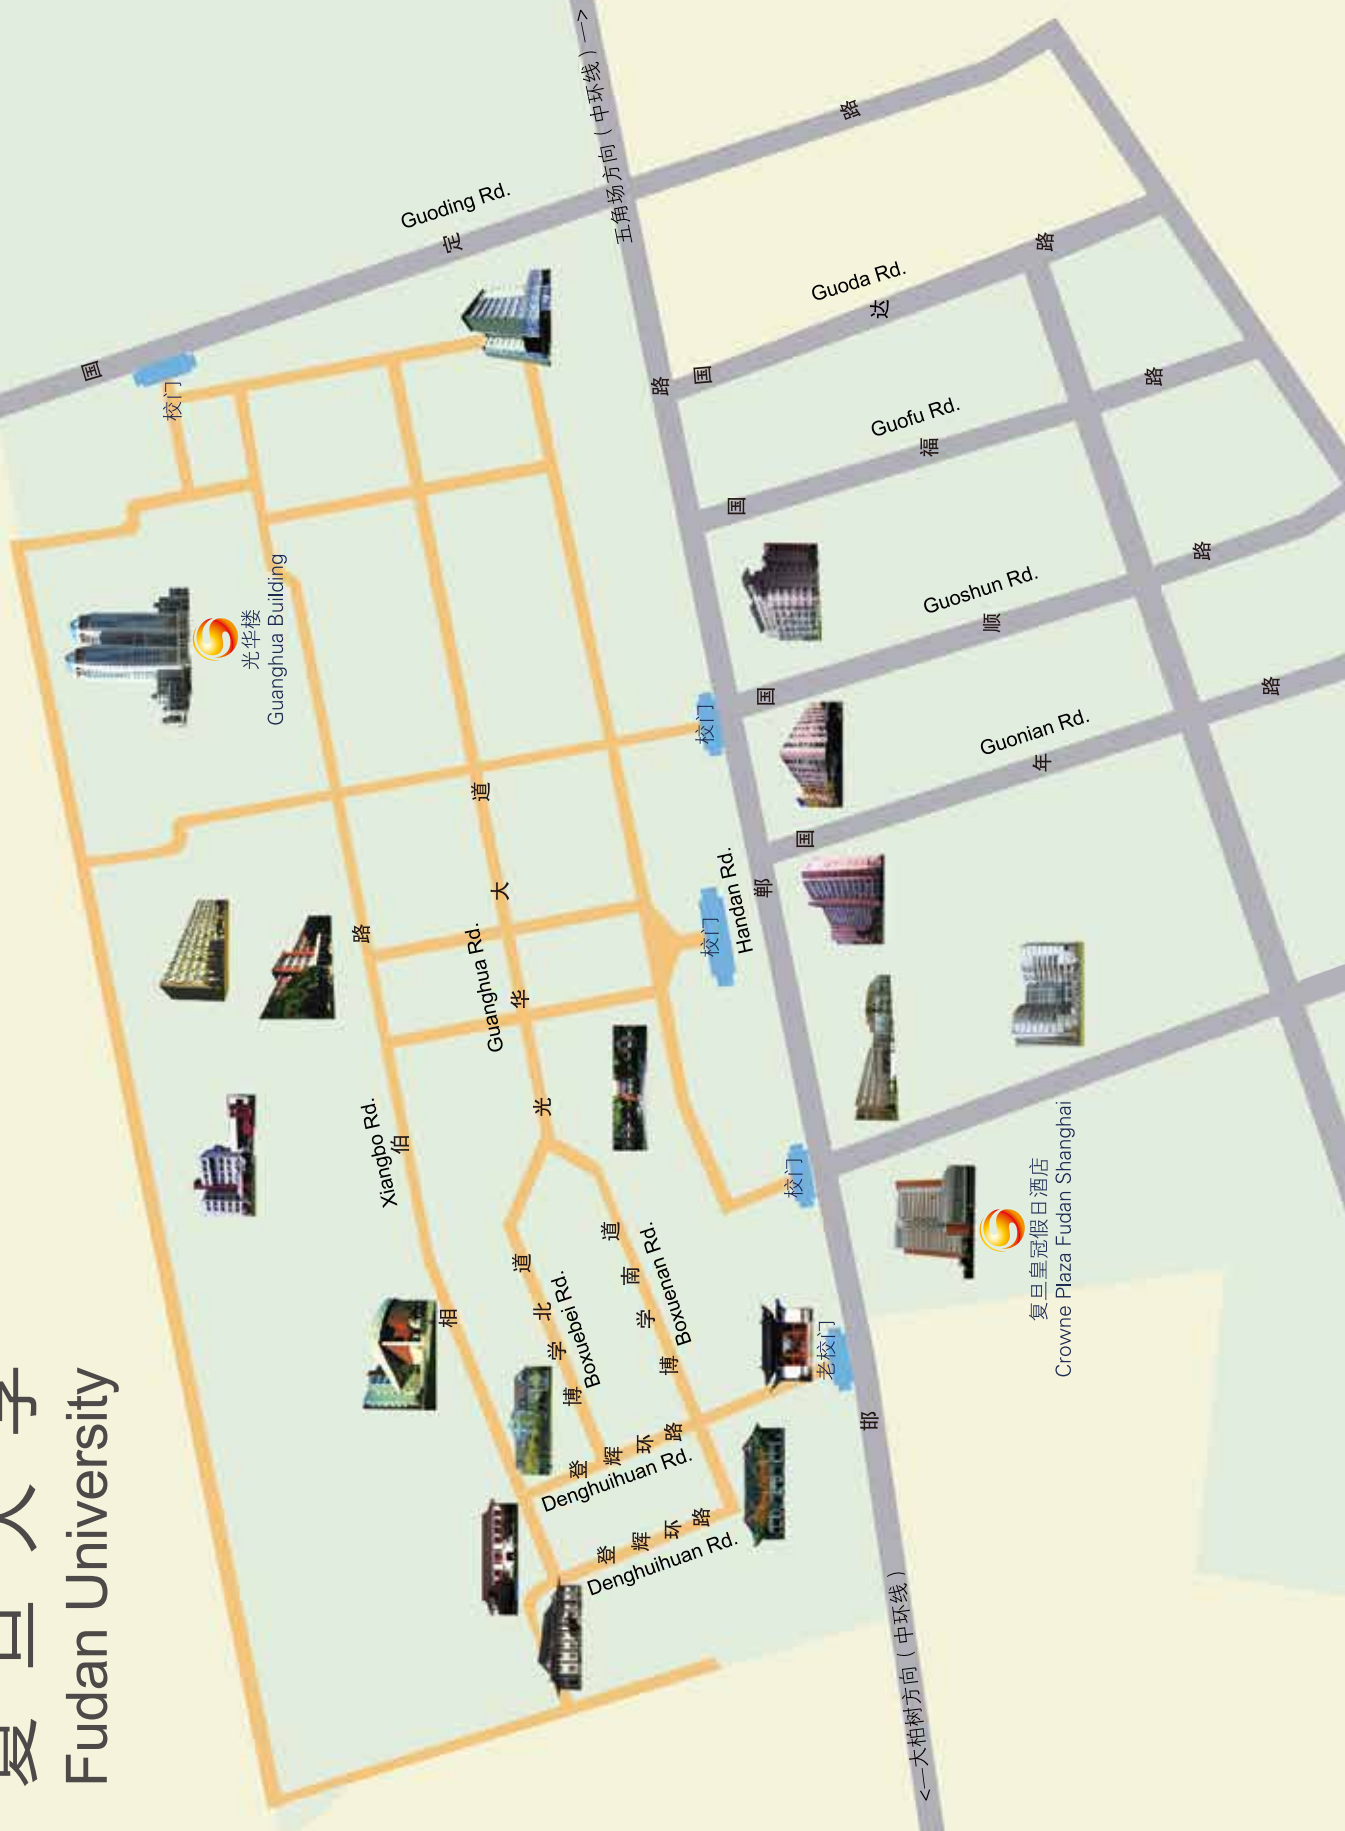 复旦大学
Fudan University
光华楼
Guanghua Building
校门
国定路
Guoding Rd.
五角场方向（中环线）—>
相伯路
Xiangbo Rd.
光华大道
Guanghua Rd.
博学北道
Boxuebei Rd.
博学南道
Boxuenan Rd.
登辉环路
Denghuihuan Rd.
登辉环路
Denghuihuan Rd.
老校门
校门
校门
校门
邯郸路
Handan Rd.
<—大柏树方向（中环线）
国年路
Guonian Rd.
国顺路
Guoshun Rd.
国福路
Guofu Rd.
国达路
Guoda Rd.
复旦皇冠假日酒店
Crowne Plaza Fudan Shanghai